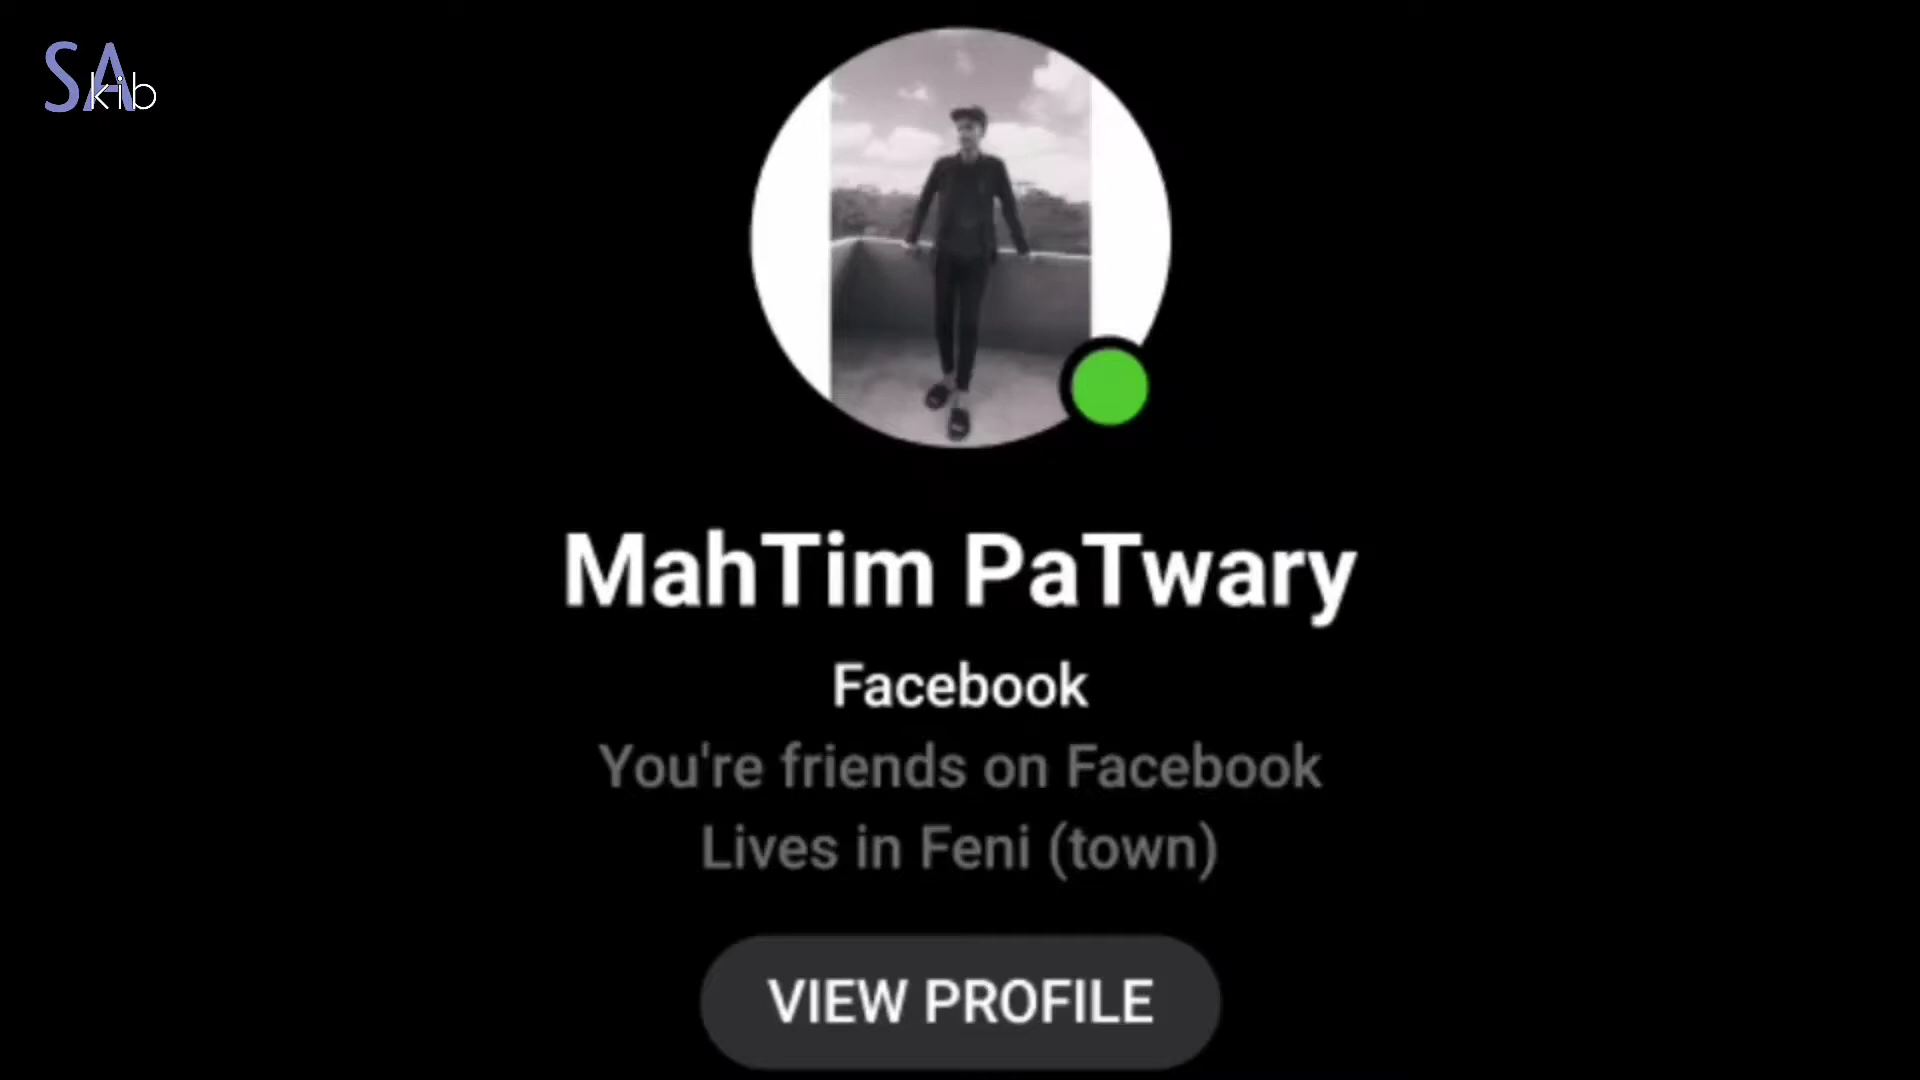 SAkib
MahTim PaTwary
Facebook
You're friends on Facebook
Lives in Feni (town)
VIEW PROFILE